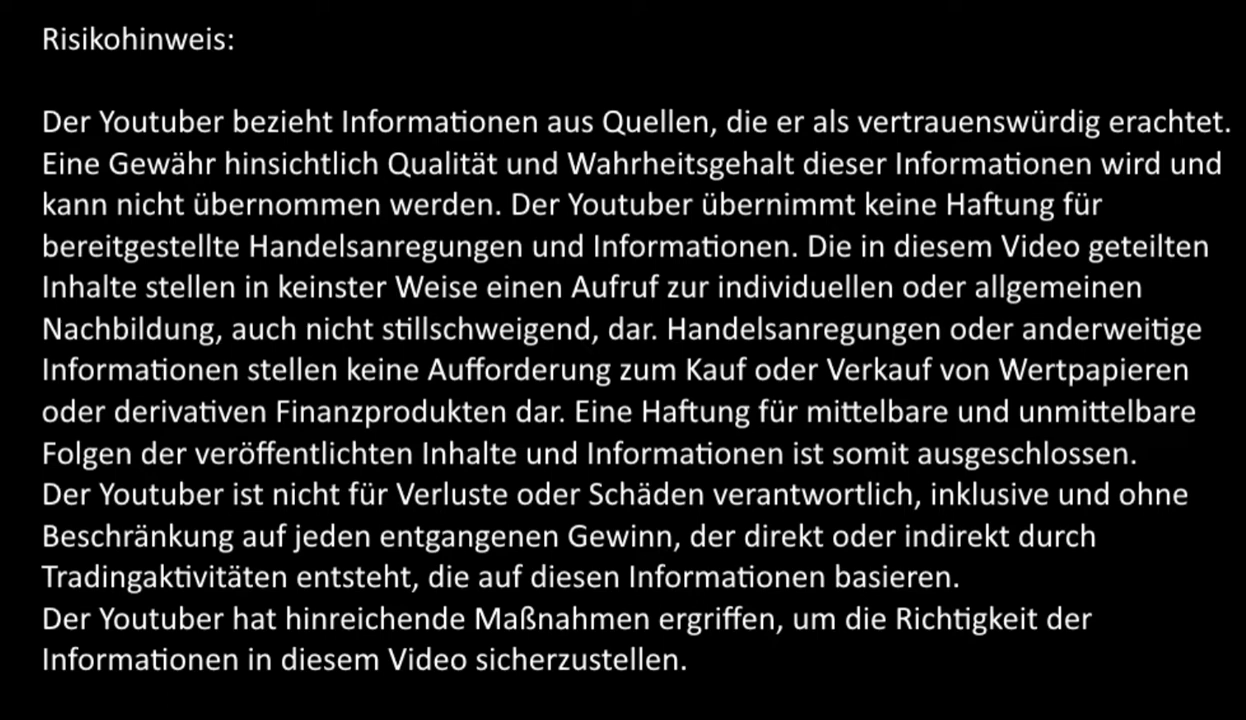 Risikohinweis:
Der Youtuber bezieht Informationen aus Quellen, die er als vertrauenswürdig erachtet.
Eine Gewähr hinsichtlich Qualität und Wahrheitsgehalt dieser Informationen wird und
kann nicht übernommen werden. Der Youtuber übernimmt keine Haftung für
bereitgestellte Handelsanregungen und Informationen. Die in diesem Video geteilten
Inhalte stellen in keinster Weise einen Aufruf zur individuellen oder allgemeinen
Nachbildung, auch nicht stillschweigend, dar. Handelsanregungen oder anderweitige
Informationen stellen keine Aufforderung zum Kauf oder Verkauf von Wertpapieren
oder derivativen Finanzprodukten dar. Eine Haftung für mittelbare und unmittelbare
Folgen der veröffentlichten Inhalte und Informationen ist somit ausgeschlossen.
Der Youtuber ist nicht für Verluste oder Schäden verantwortlich, inklusive und ohne
Beschränkung auf jeden entgangenen Gewinn, der direkt oder indirekt durch
Tradingaktivitäten entsteht, die auf diesen Informationen basieren.
Der Youtuber hat hinreichende Maßnahmen ergriffen, um die Richtigkeit der
Informationen in diesem Video sicherzustellen.